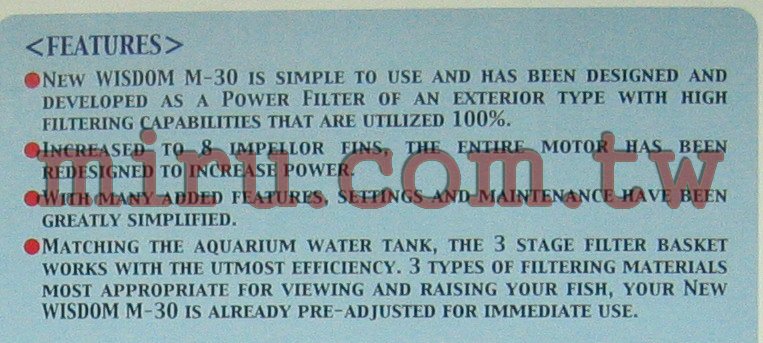 <FEATURES>
●NEW WISDOM M-30 IS SIMPLE TO USE AND HAS BEEN DESIGNED AND
DEVELOPED AS A POWER FILTER OF AN EXTERIOR TYPE WITH HIGH
FILTERING CAPABILITIES THAT ARE UTILIZED 100%.
●INCREASED TO 8 IMPELLOR FINS, THE ENTIRE MOTOR HAS BEEN
REDESIGNED TO INCREASE POWER.
miru.com.tw
●WITH MANY ADDED FEATURES, SETTINGS AND MAINTENANCE HAVE BEEN
GREATLY SIMPLIFIED.
●MATCHING THE AQUARIUM WATER TANK, THE 3 STAGE FILTER BASKET
WORKS WITH THE UTMOST EFFICIENCY. 3 TYPES OF FILTERING MATERIALS
MOST APPROPRIATE FOR VIEWING AND RAISING YOUR FISH, YOUR NEW
WISDOM M-30 IS ALREADY PRE-ADJUSTED FOR IMMEDIATE USE.